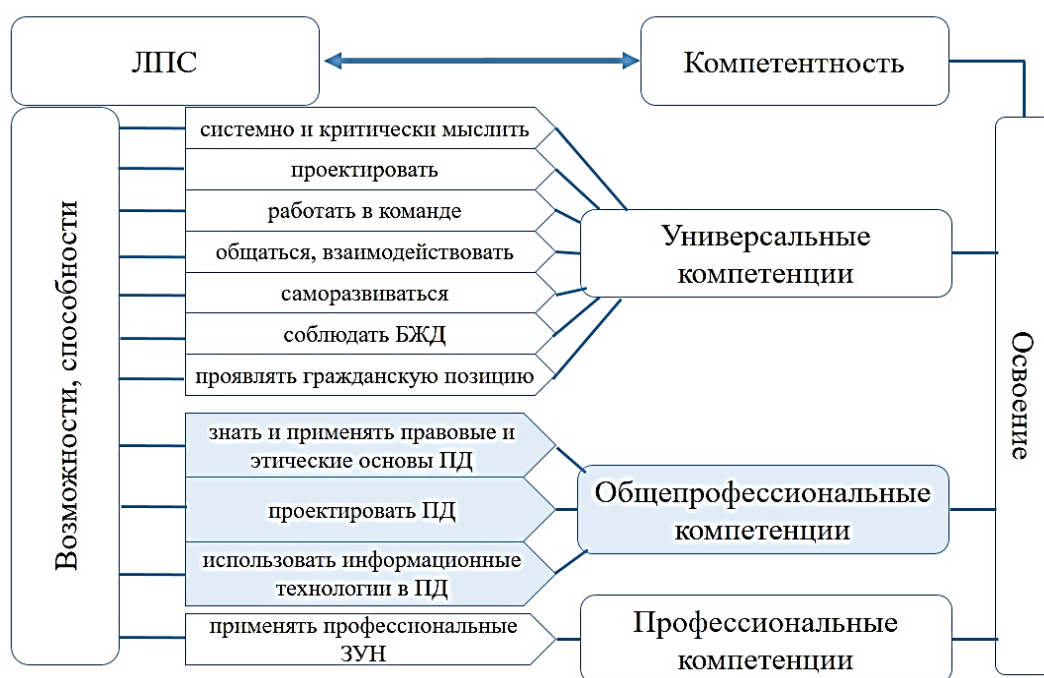 ЛПС
Компетентность
Возможности, способности
системно и критически мыслить
проектировать
работать в команде
общаться, взаимодействовать
саморазвиваться
соблюдать БЖД
проявлять гражданскую позицию
Универсальные
компетенции
знать и применять правовые и
этические основы ПД
проектировать ПД
использовать информационные
технологии в ПД
Общепрофессиональные
компетенции
применять профессиональные
ЗУН
Профессиональные
компетенции
Освоение